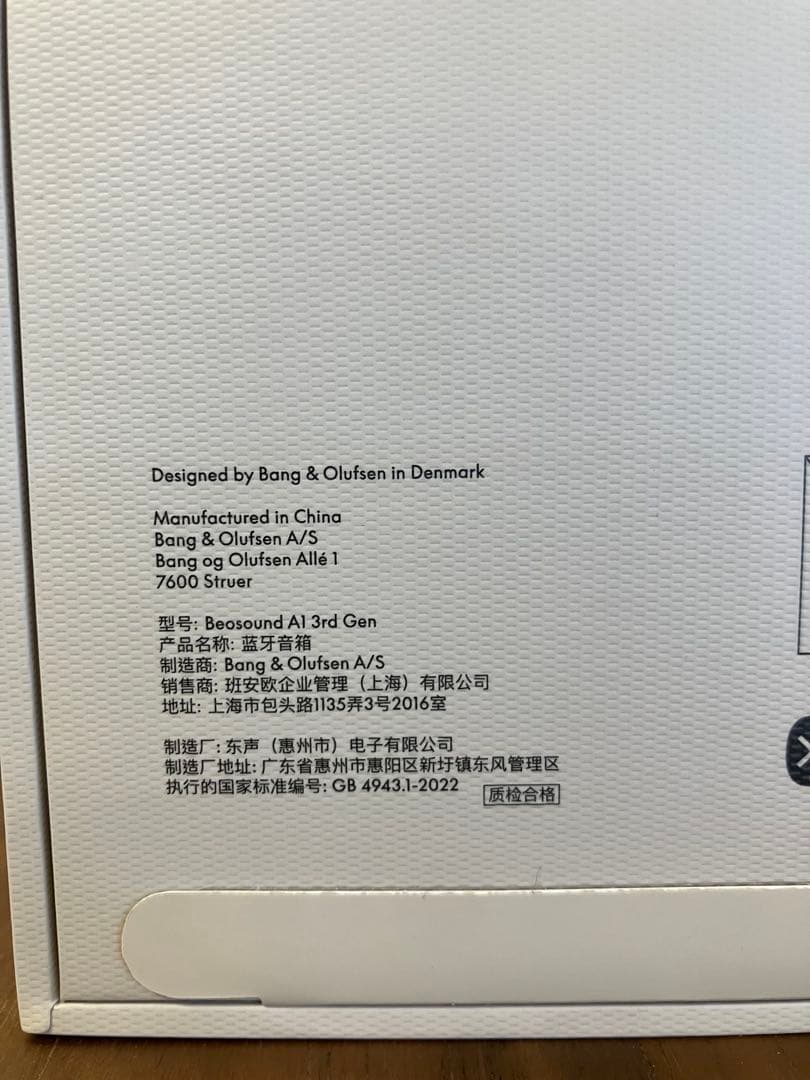 Designed by Bang & Olufsen in Denmark
Manufactured in China
Bang & Olufsen A/S
Bang og Olufsen Allé 1
7600 Struer
型号: Beosound A1 3rd Gen
产品名称: 蓝牙音箱
制造商: Bang & Olufsen A/S
销售商: 班安欧企业管理（上海）有限公司
地址: 上海市包头路1135弄3号2016室
制造厂: 东声（惠州市）电子有限公司
制造厂地址: 广东省惠州市惠阳区新圩镇东风管理区
执行的国家标准编号: GB 4943.1-2022
质检合格